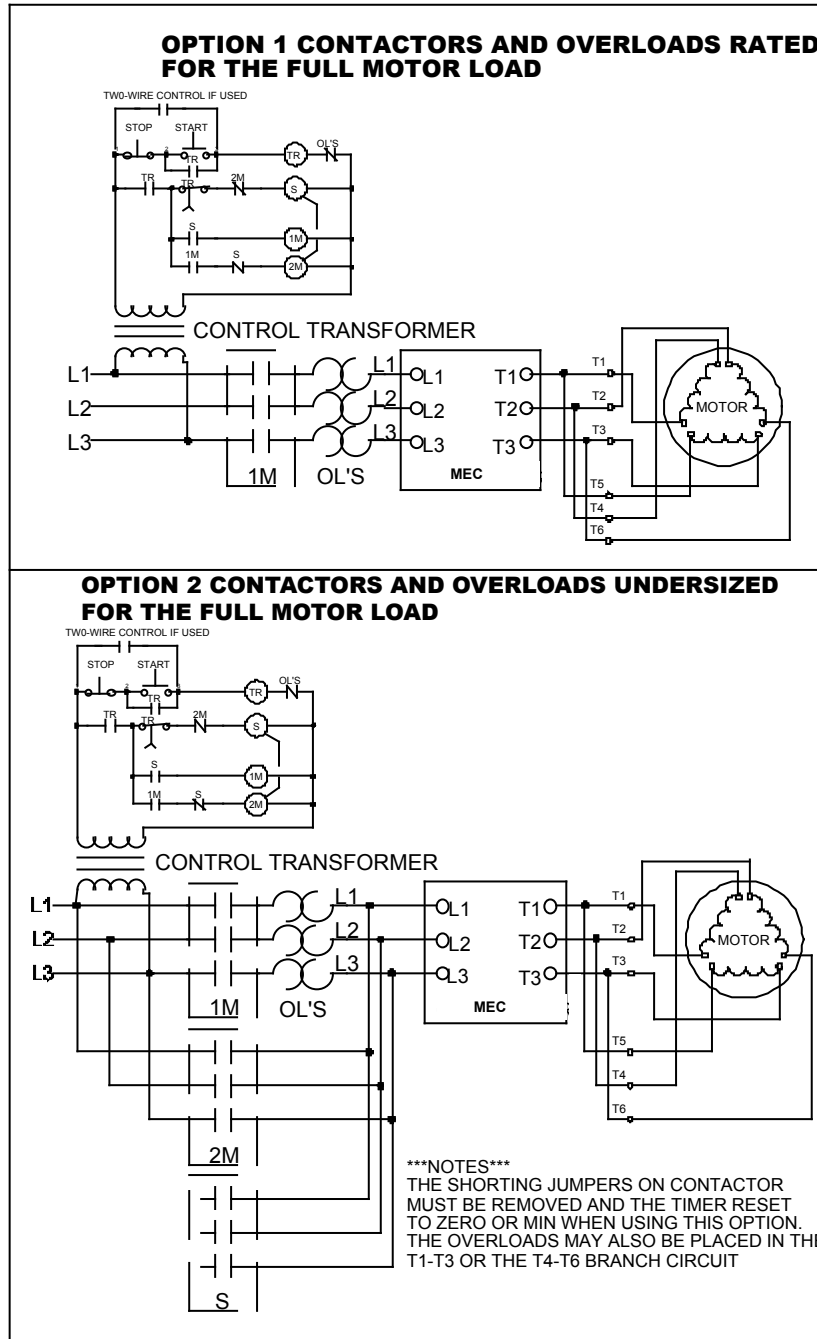 OPTION 1 CONTACTORS AND OVERLOADS RATED
FOR THE FULL MOTOR LOAD
TW0-WIRE CONTROL IF USED
STOP START
1 2 3
TR OL'S
TR
TR TR 2M S
S 1M
1M S 2M
CONTROL TRANSFORMER
L1 L1 L1 T1 T1
L2 L2 L2 T2 T2 MOTOR
L3 L3 L3 T3 T3
1M OL'S MEC
T5
T4
T6
OPTION 2 CONTACTORS AND OVERLOADS UNDERSIZED
FOR THE FULL MOTOR LOAD
TW0-WIRE CONTROL IF USED
STOP START
2
TR OL'S
TR
TR TR 2M S
S 1M
1M S 2M
CONTROL TRANSFORMER
L1 L1 L1 T1 T1
L2 L2 L2 T2 T2 MOTOR
L3 L3 L3 T3 T3
1M OL'S MEC
T5
T4
T6
2M
***NOTES***
THE SHORTING JUMPERS ON CONTACTOR
MUST BE REMOVED AND THE TIMER RESET
TO ZERO OR MIN WHEN USING THIS OPTION.
THE OVERLOADS MAY ALSO BE PLACED IN THE
T1-T3 OR THE T4-T6 BRANCH CIRCUIT
S